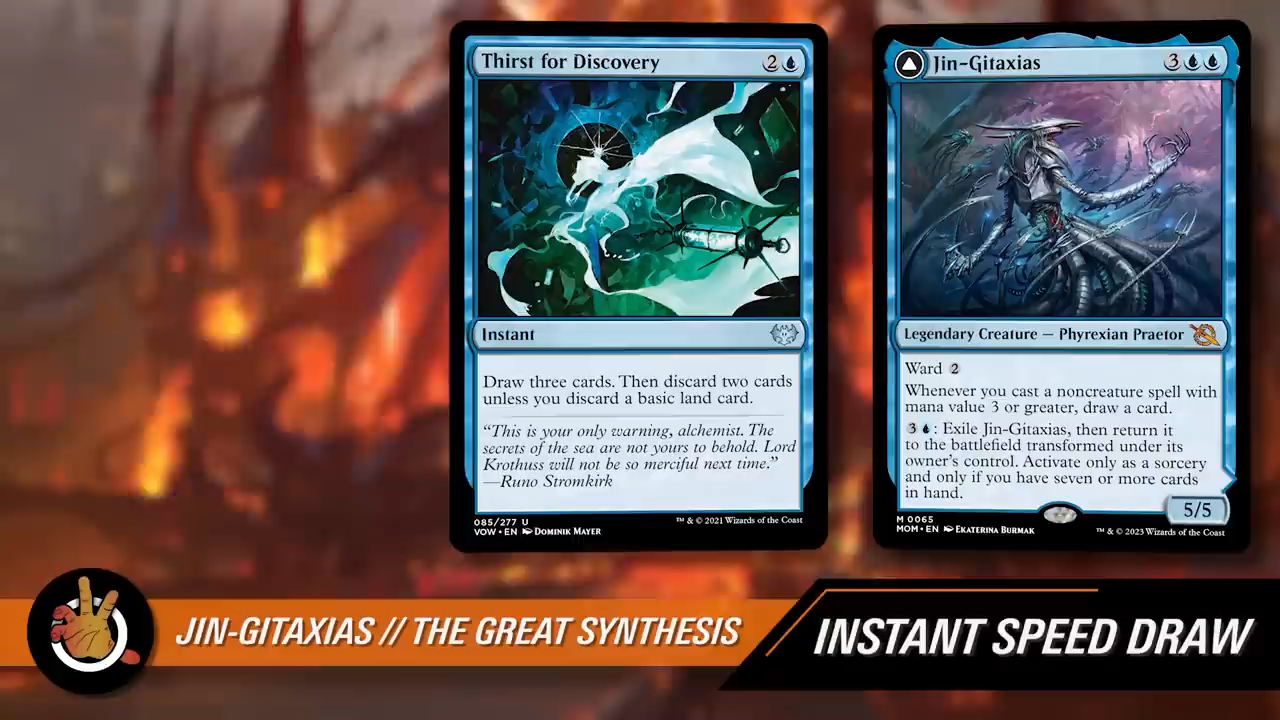 Thirst for Discovery 2
Instant
Draw three cards. Then discard two cards
unless you discard a basic land card.
“This is your only warning, alchemist. The
secrets of the sea are not yours to behold. Lord
Krothuss will not be so merciful next time.”
—Runo Stromkirk
085/277 U
VOW • EN DOMINIK MAYER
™ & © 2021 Wizards of the Coast
Jin-Gitaxias 3
Legendary Creature — Phyrexian Praetor
Ward 2
Whenever you cast a noncreature spell with
mana value 3 or greater, draw a card.
3 : Exile Jin-Gitaxias, then return it
to the battlefield transformed under its
owner's control. Activate only as a sorcery
and only if you have seven or more cards
in hand.
5/5
M 0065
MOM • EN EKATERINA BURMAK
™ & © 2023 Wizards of the Coast
JIN-GITAXIAS // THE GREAT SYNTHESIS
INSTANT SPEED DRAW